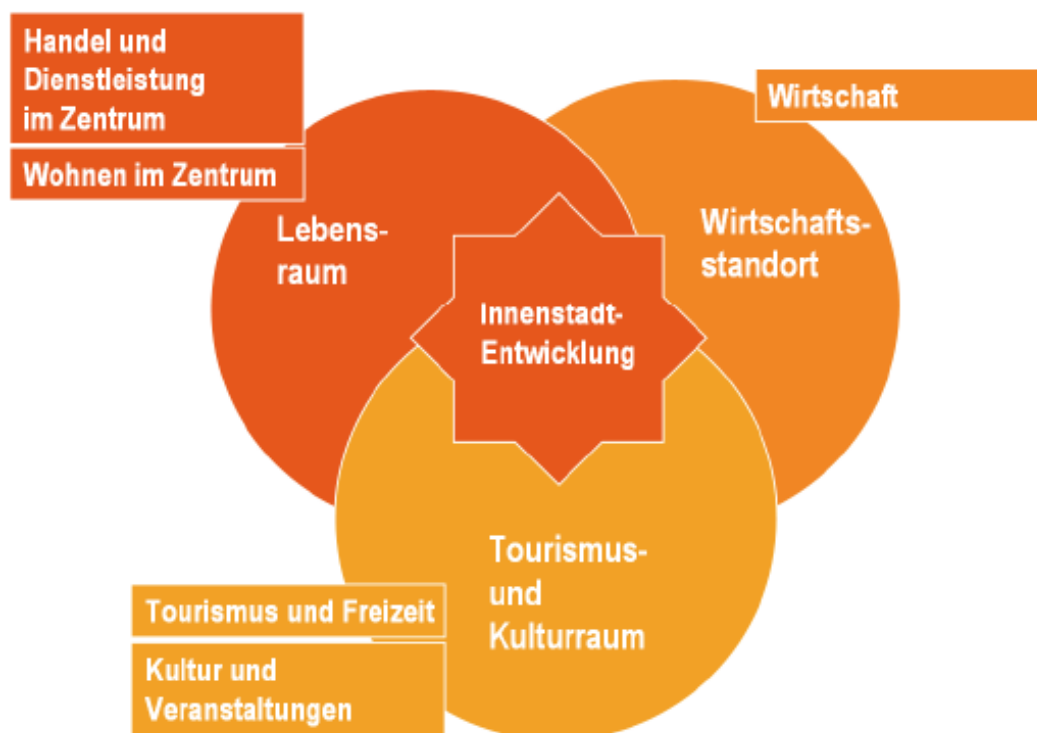 Handel und
Dienstleistung
im Zentrum
Wohnen im Zentrum
Wirtschaft
Lebens-
raum
Wirtschafts-
standort
Innenstadt-
Entwicklung
Tourismus-
und
Kulturraum
Tourismus und Freizeit
Kultur und
Veranstaltungen